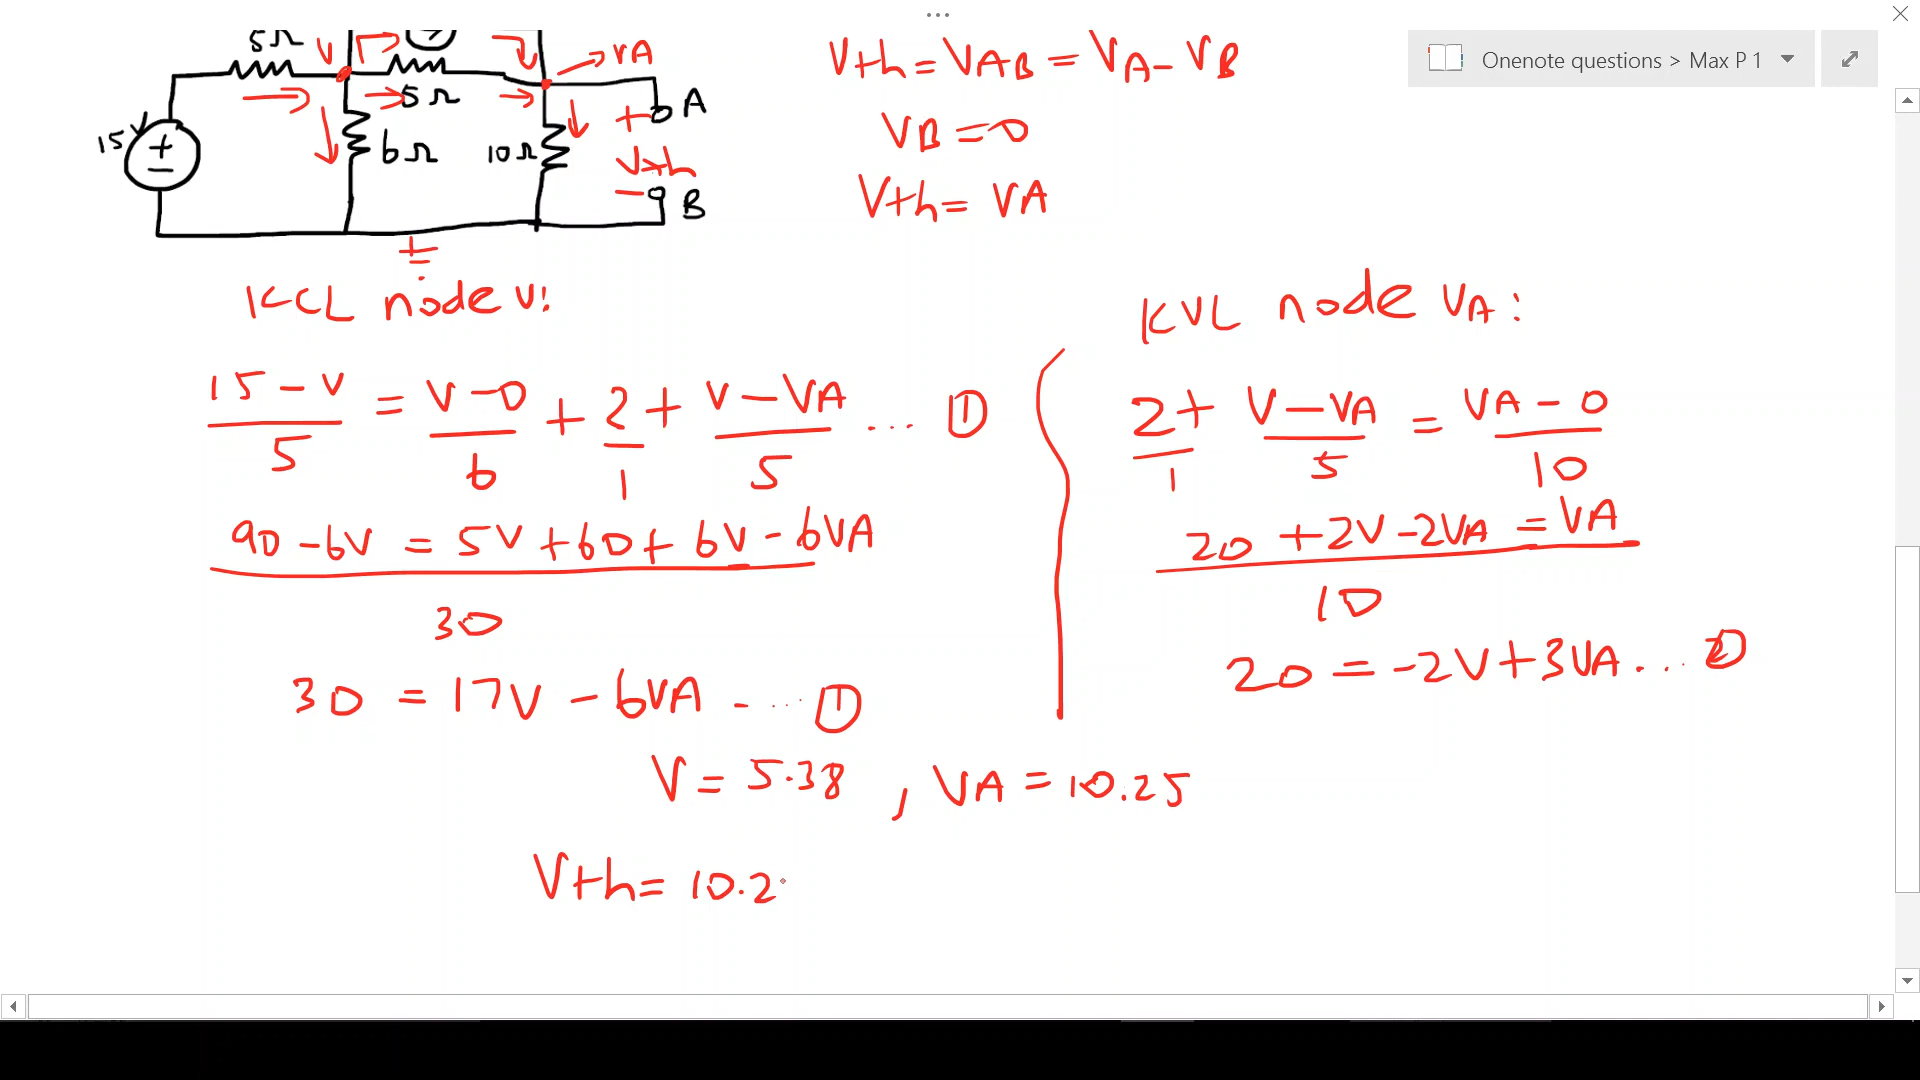 ...
Onenote questions > Max P 1
5Ω V VA
Vth = VAB = VA - VB
5Ω A
+
15V + - 6Ω 10Ω Vth
VB = 0
- B
Vth = VA
KCL node V:
KVL node VA:
15 - V / 5 = V - 0 / 6 + 2 / 1 + V - VA / 5 ... ①
2 / 1 + V - VA / 5 = VA - 0 / 10
90 - 6V = 5V + 60 + 6V - 6VA / 30
20 + 2V - 2VA = VA / 10
30 = 17V - 6VA ... ①
20 = -2V + 3VA ... ②
V = 5.38 , VA = 10.25
Vth = 10.2